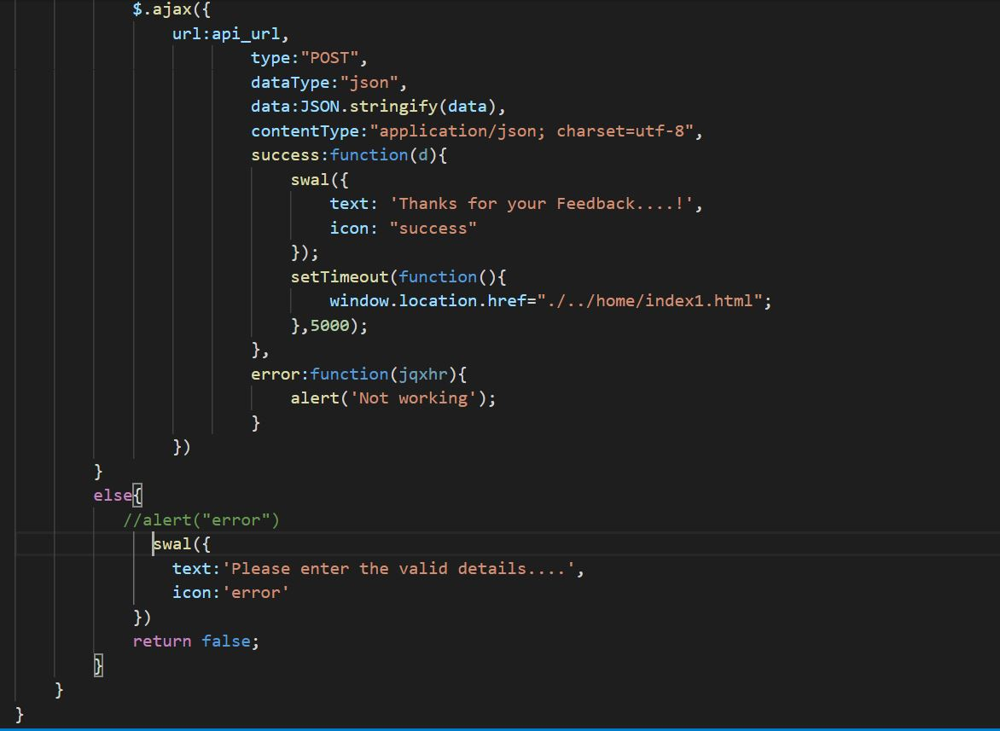 $.ajax({
url:api_url,
type:"POST",
dataType:"json",
data:JSON.stringify(data),
contentType:"application/json; charset=utf-8",
success:function(d){
swal({
text: 'Thanks for your Feedback....!',
icon: "success"
});
setTimeout(function(){
window.location.href="./../home/index1.html";
},5000);
},
error:function(jqxhr){
alert('Not working');
}
})
}
else{
//alert("error")
swal({
text:'Please enter the valid details....',
icon:'error'
})
return false;
}
}
}